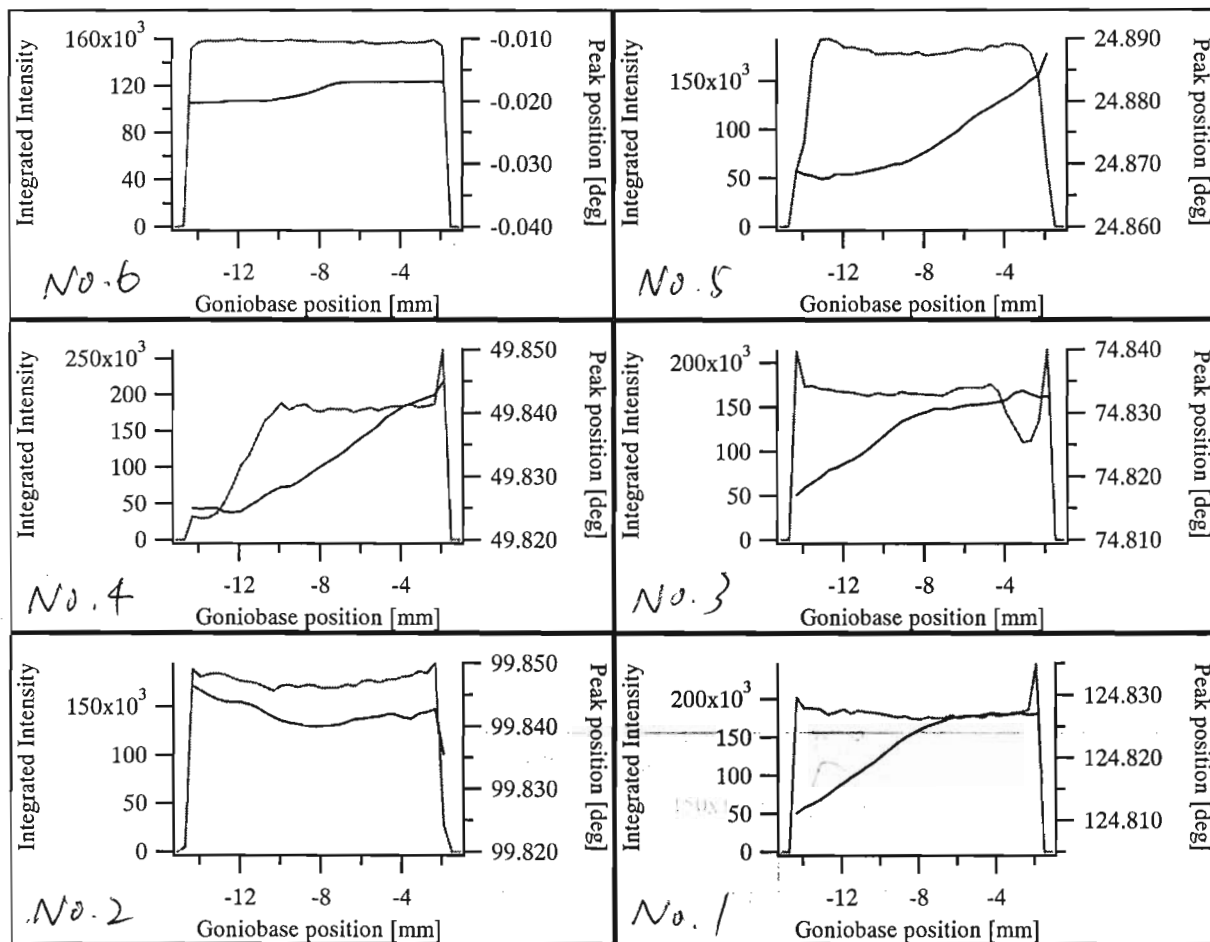 Integrated Intensity
160x10³
120
80
40
0
-0.010
-0.020
-0.030
-0.040
Peak position [deg]
-12 -8 -4
Goniobase position [mm]
No.6
Integrated Intensity
150x10³
100
50
0
24.890
24.880
24.870
24.860
Peak position [deg]
-12 -8 -4
Goniobase position [mm]
No.5
Integrated Intensity
250x10³
200
150
100
50
0
49.850
49.840
49.830
49.820
Peak position [deg]
-12 -8 -4
Goniobase position [mm]
No.4
Integrated Intensity
200x10³
150
100
50
0
74.840
74.830
74.820
74.810
Peak position [deg]
-12 -8 -4
Goniobase position [mm]
No.3
Integrated Intensity
150x10³
100
50
0
99.850
99.840
99.830
99.820
Peak position [deg]
-12 -8 -4
Goniobase position [mm]
No.2
Integrated Intensity
200x10³
150
100
50
0
124.830
124.820
124.810
Peak position [deg]
-12 -8 -4
Goniobase position [mm]
No.1